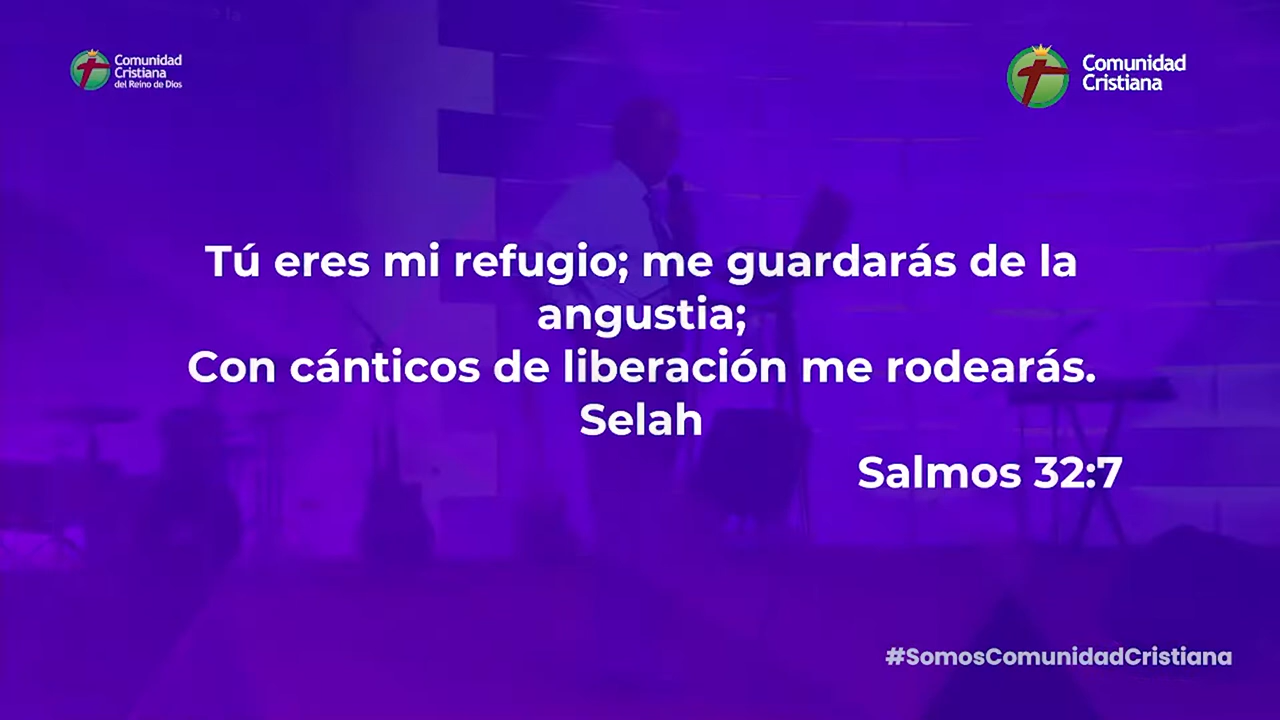 Comunidad
Cristiana
del Reino de Dios
Comunidad
Cristiana
Tú eres mi refugio; me guardarás de la
angustia;
Con cánticos de liberación me rodearás.
Selah
Salmos 32:7
#SomosComunidadCristiana